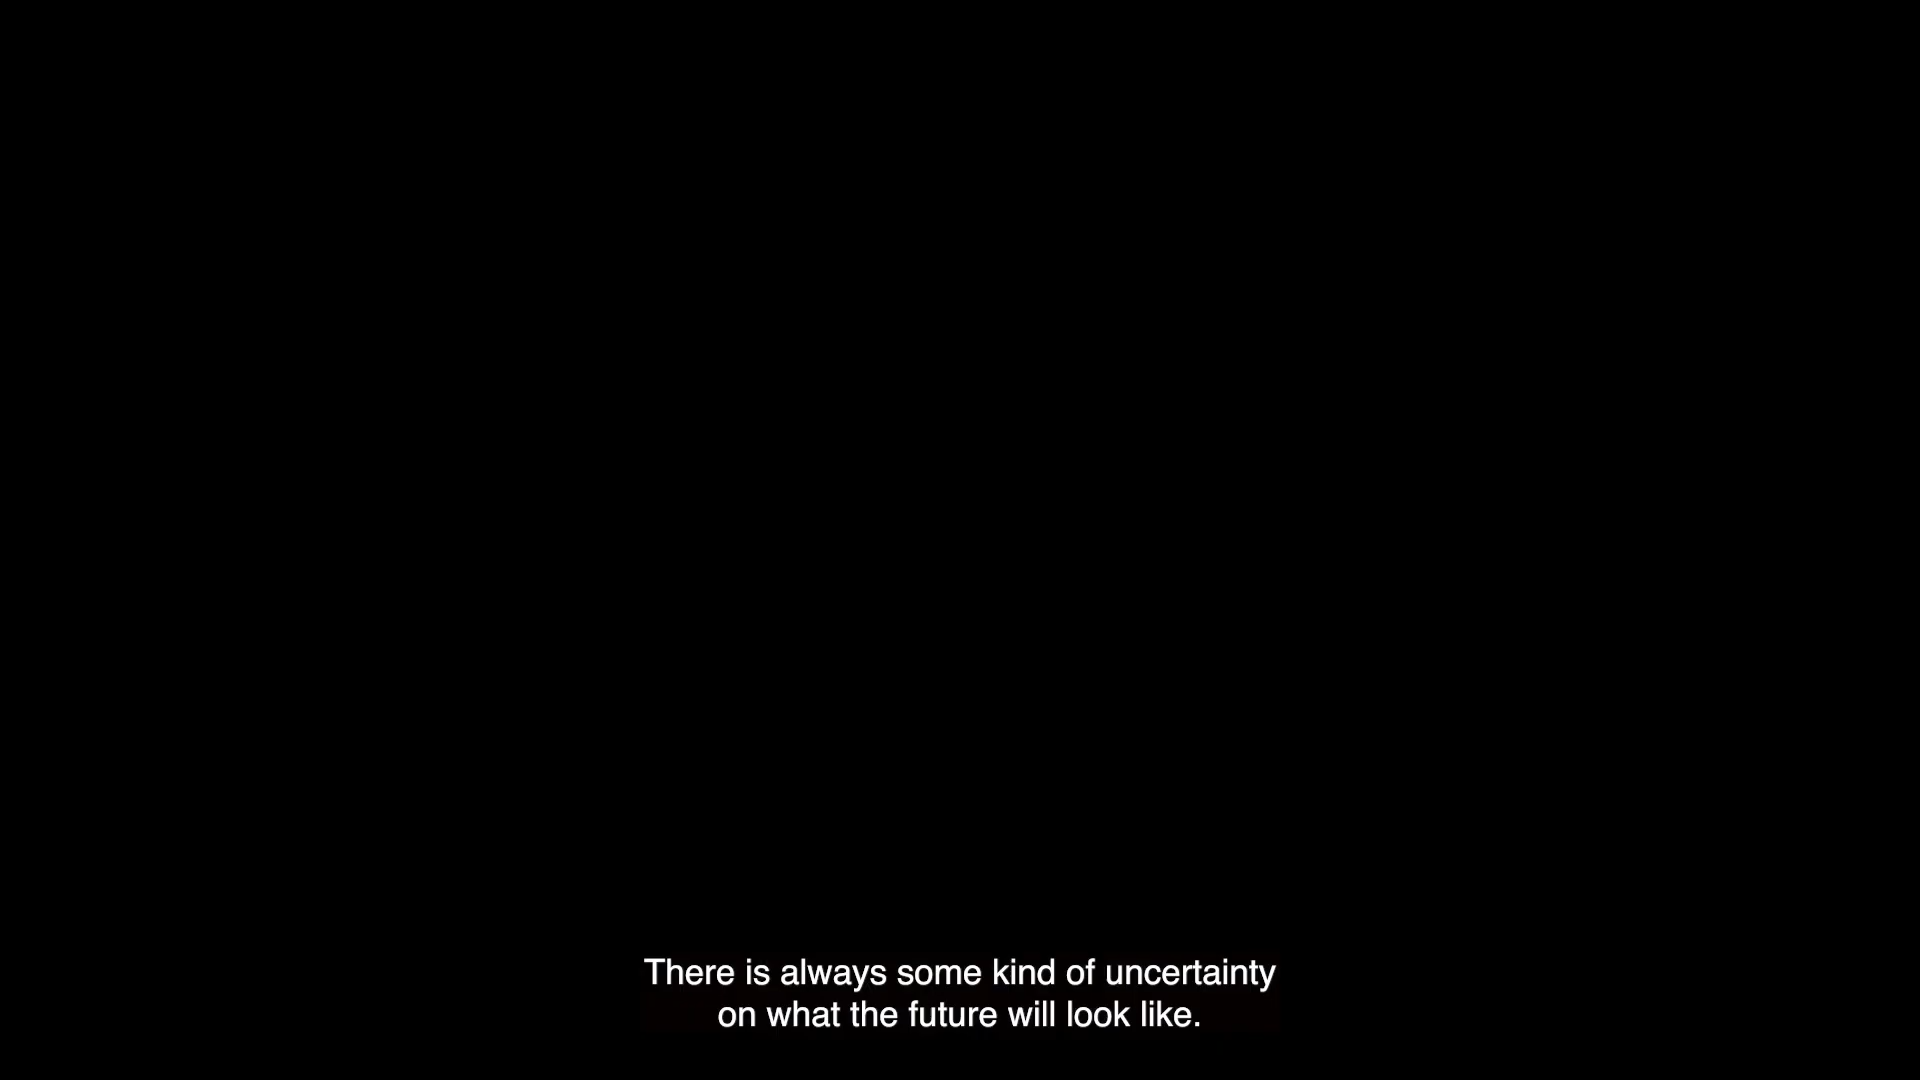 There is always some kind of uncertainty
on what the future will look like.